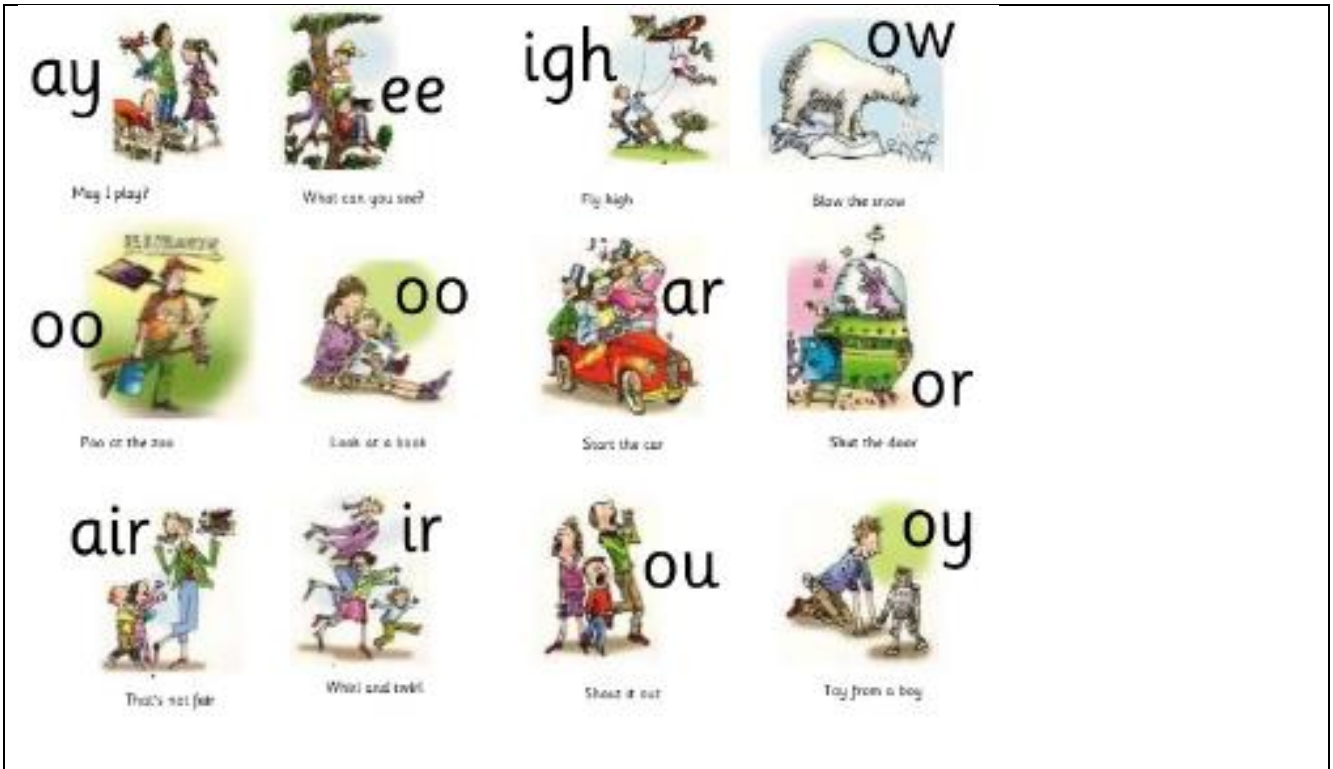 ay
ee
igh
ow
May I play?
What can you see?
Fly high
Blow the snow
oo
oo
ar
or
Poo at the zoo
Look at a book
Start the car
Shut the door
air
ir
ou
oy
That's not fair
Whirl and twirl
Shout it out
Toy from a boy